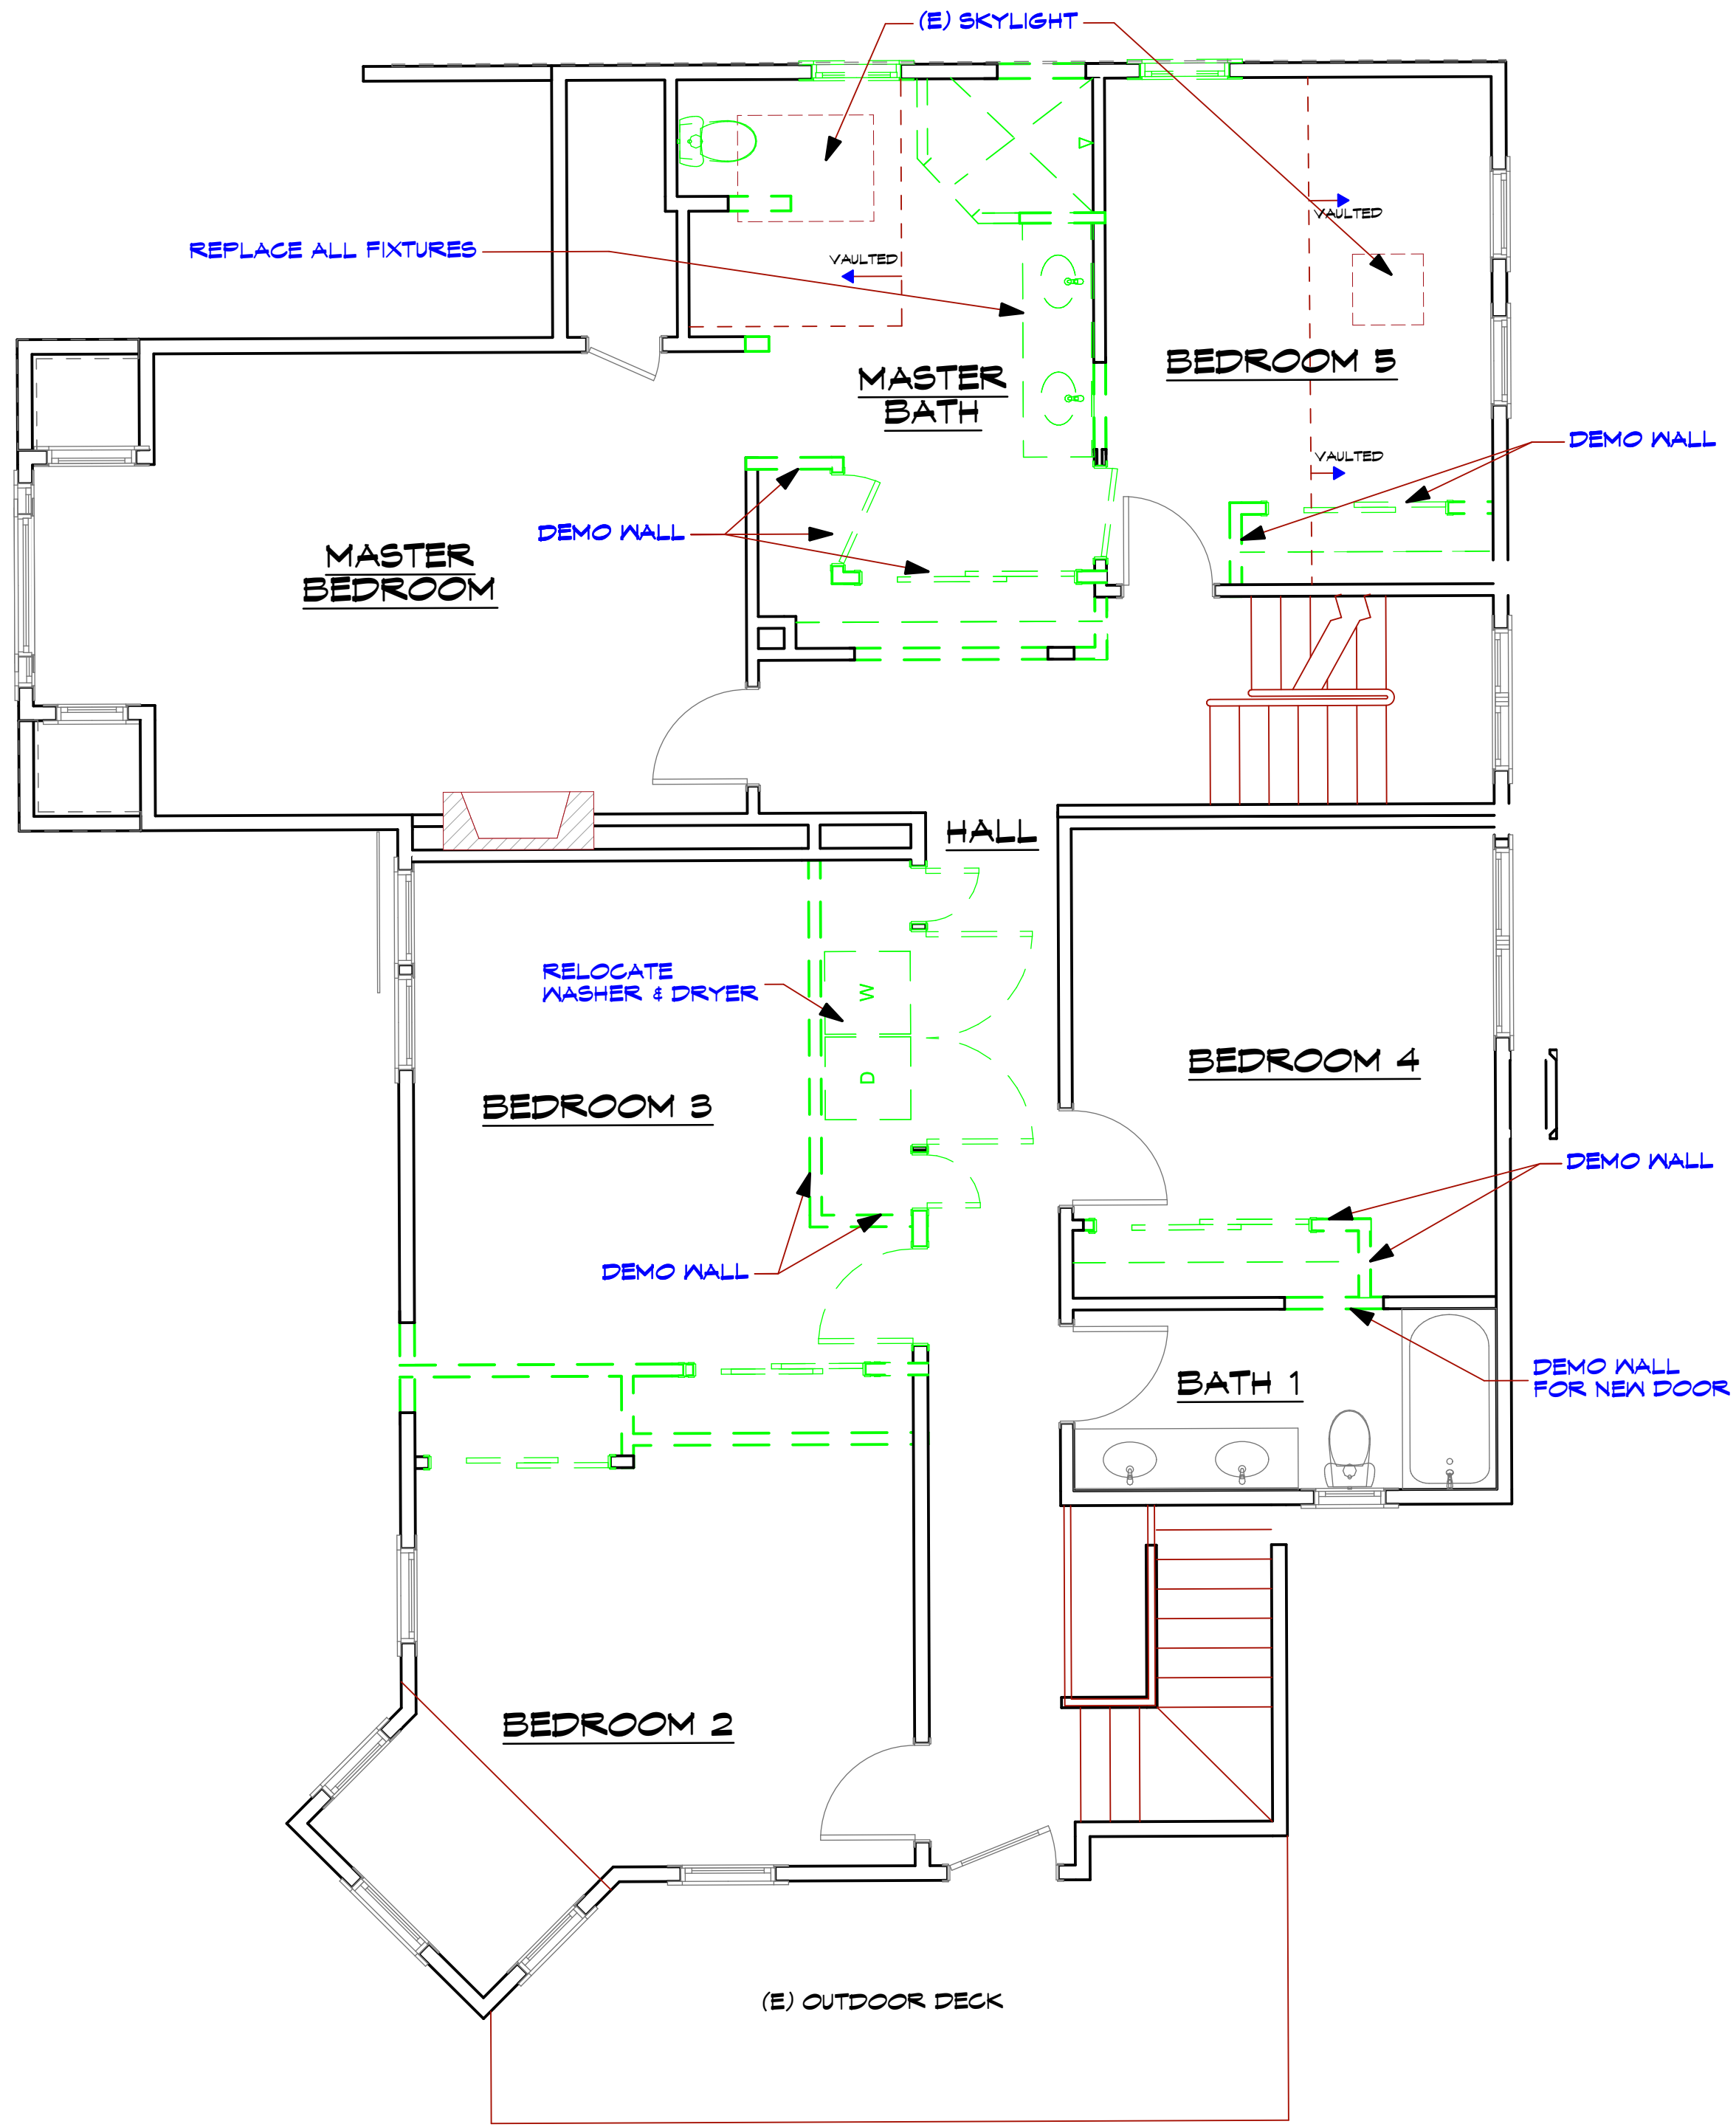 (E) SKYLIGHT
VAULTED
REPLACE ALL FIXTURES
VAULTED
BEDROOM 5
MASTER
BATH
DEMO WALL
VAULTED
DEMO WALL
MASTER
BEDROOM
HALL
RELOCATE
WASHER & DRYER
W
D
BEDROOM 4
BEDROOM 3
DEMO WALL
DEMO WALL
DEMO WALL
FOR NEW DOOR
BATH 1
BEDROOM 2
(E) OUTDOOR DECK